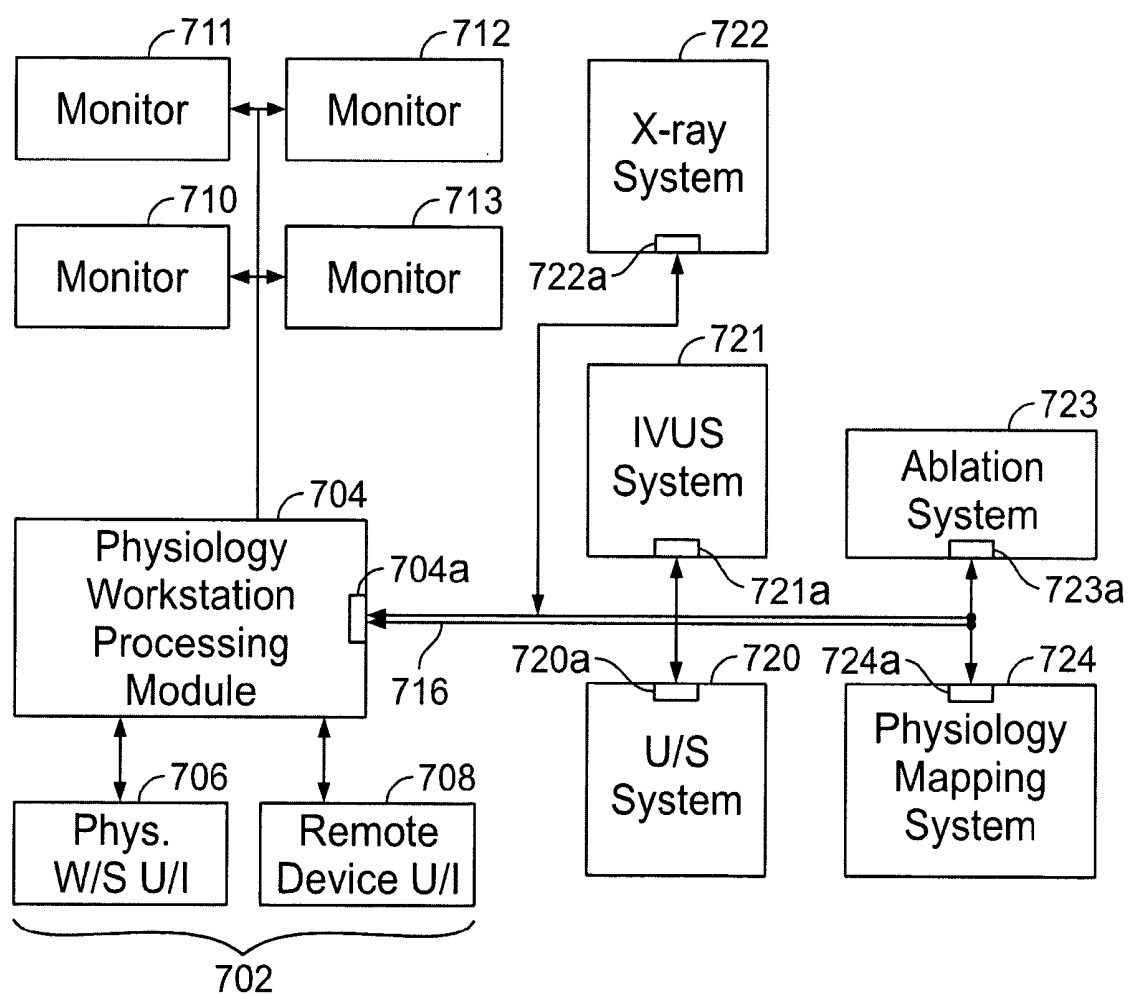 711
Monitor
712
Monitor
722
X-ray
System
722a
710
Monitor
713
Monitor
721
IVUS
System
721a
723
Ablation
System
723a
704
Physiology
Workstation
Processing
Module
704a
716
720a
720
U/S
System
724a
724
Physiology
Mapping
System
706
Phys.
W/S U/I
708
Remote
Device U/I
702